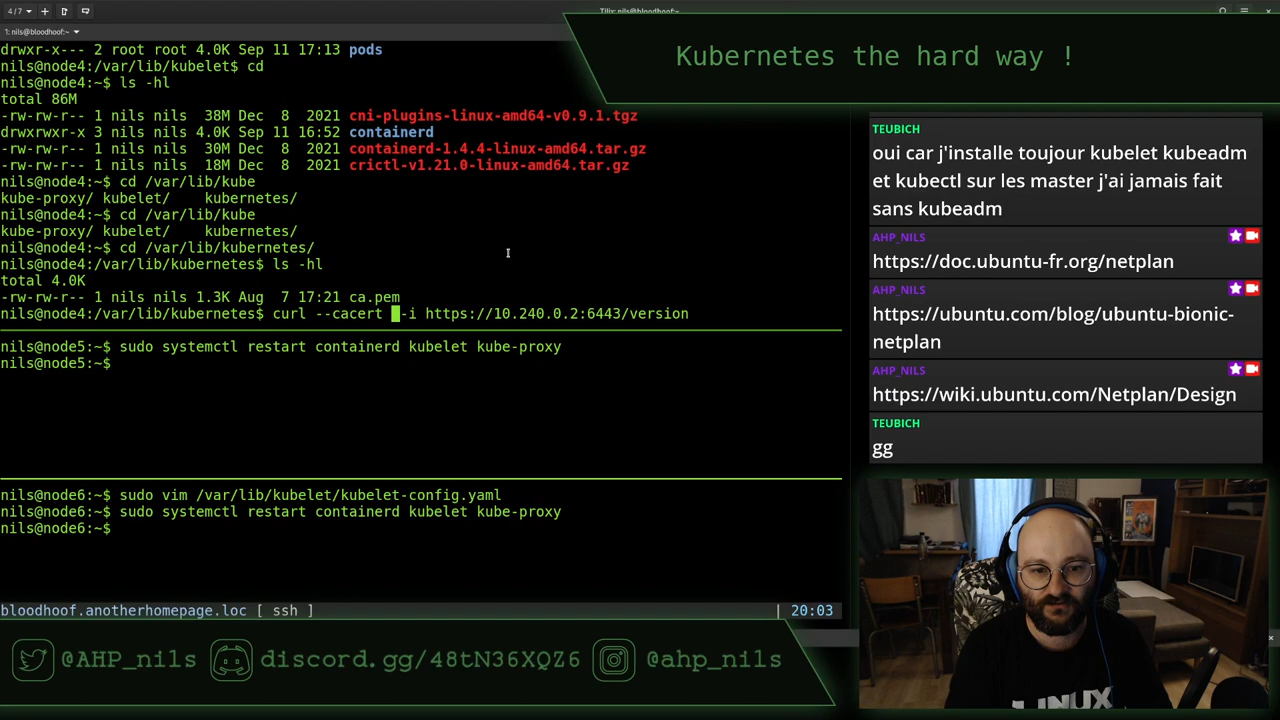 4 / 7
Tilix: nils@bloodhoof:~
1: nils@bloodhoof:~
Kubernetes the hard way !
drwxr-x--- 2 root root 4.0K Sep 11 17:13 pods
nils@node4:/var/lib/kubelet$ cd
nils@node4:~$ ls -hl
total 86M
-rw-rw-r-- 1 nils nils  38M Dec  8  2021 cni-plugins-linux-amd64-v0.9.1.tgz
drwxrwxr-x 3 nils nils 4.0K Sep 11 16:52 containerd
-rw-rw-r-- 1 nils nils  30M Dec  8  2021 containerd-1.4.4-linux-amd64.tar.gz
-rw-rw-r-- 1 nils nils  18M Dec  8  2021 crictl-v1.21.0-linux-amd64.tar.gz
nils@node4:~$ cd /var/lib/kube
kube-proxy/ kubelet/    kubernetes/
nils@node4:~$ cd /var/lib/kube
kube-proxy/ kubelet/    kubernetes/
nils@node4:~$ cd /var/lib/kubernetes/
nils@node4:/var/lib/kubernetes$ ls -hl
total 4.0K
-rw-rw-r-- 1 nils nils 1.3K Aug  7 17:21 ca.pem
nils@node4:/var/lib/kubernetes$ curl --cacert -i https://10.240.0.2:6443/version
nils@node5:~$ sudo systemctl restart containerd kubelet kube-proxy
nils@node5:~$
nils@node6:~$ sudo vim /var/lib/kubelet/kubelet-config.yaml
nils@node6:~$ sudo systemctl restart containerd kubelet kube-proxy
nils@node6:~$
bloodhoof.anotherhomepage.loc [ ssh ] | 20:03
TEUBICH
oui car j'installe toujour kubelet kubeadm
et kubectl sur les master j'ai jamais fait
sans kubeadm
AHP_NILS
https://doc.ubuntu-fr.org/netplan
AHP_NILS
https://ubuntu.com/blog/ubuntu-bionic-
netplan
AHP_NILS
https://wiki.ubuntu.com/Netplan/Design
TEUBICH
gg
LINUX
@AHP_nils discord.gg/48tN36XQZ6 @ahp_nils